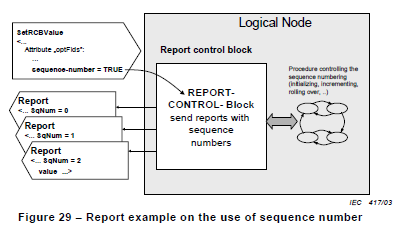 Logical Node
SetRCBValue
<...
Attribute „optFlds":
...
sequence-number = TRUE
Report control block
REPORT-
CONTROL- Block
send reports with
sequence
numbers
Procedure controlling the
sequence numbering
(initializing, incrementing,
rolling over, ..)
Report
<... SqNum = 0
Report
<... SqNum = 1
Report
<... SqNum = 2
value ...>
IEC 417/03
Figure 29 – Report example on the use of sequence number